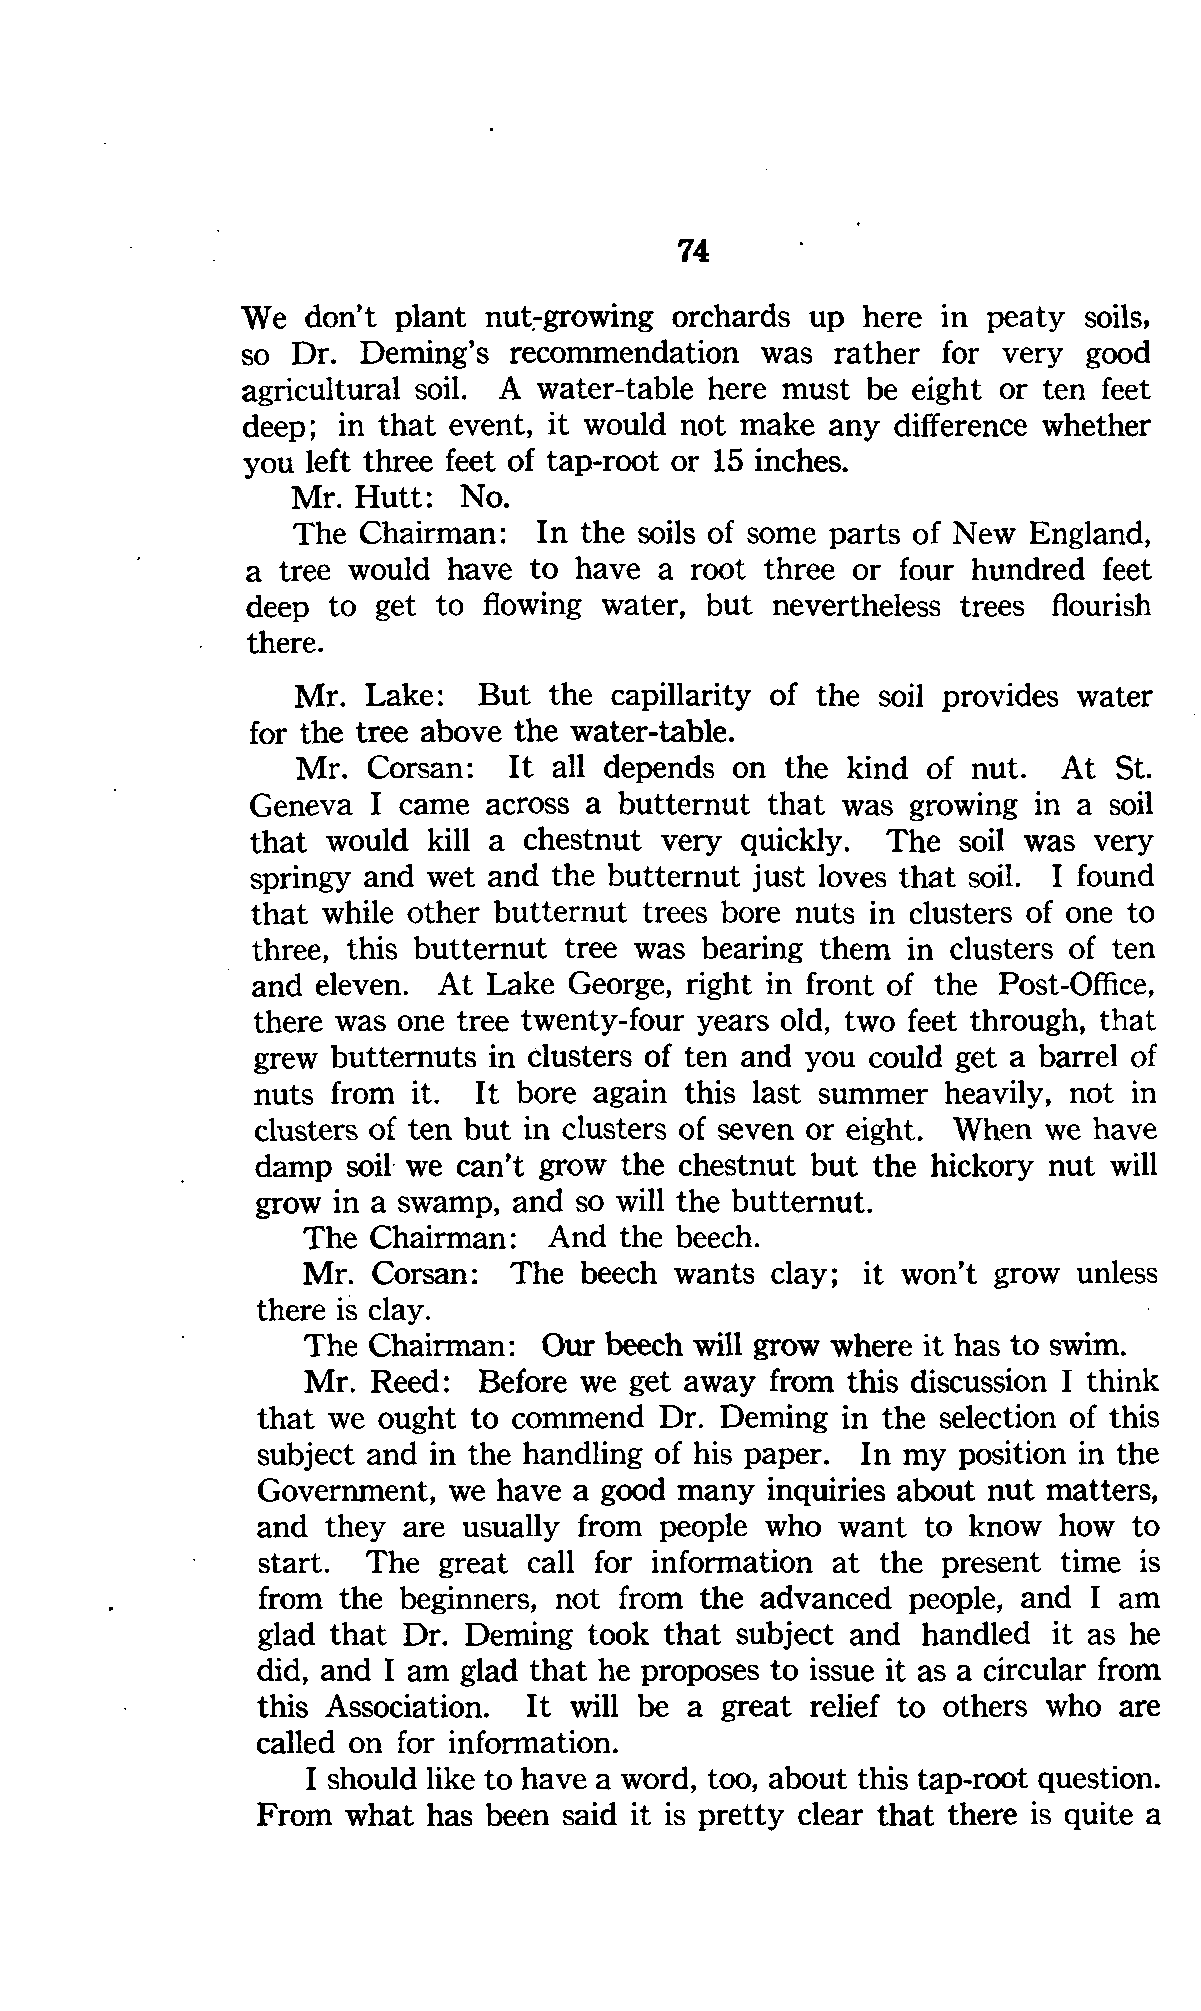 74
We don't plant nut-growing orchards up here in peaty soils,
so Dr. Deming's recommendation was rather for very good
agricultural soil. A water-table here must be eight or ten feet
deep; in that event, it would not make any difference whether
you left three feet of tap-root or 15 inches.
Mr. Hutt: No.
The Chairman: In the soils of some parts of New England,
a tree would have to have a root three or four hundred feet
deep to get to flowing water, but nevertheless trees flourish
there.
Mr. Lake: But the capillarity of the soil provides water
for the tree above the water-table.
Mr. Corsan: It all depends on the kind of nut. At St.
Geneva I came across a butternut that was growing in a soil
that would kill a chestnut very quickly. The soil was very
springy and wet and the butternut just loves that soil. I found
that while other butternut trees bore nuts in clusters of one to
three, this butternut tree was bearing them in clusters of ten
and eleven. At Lake George, right in front of the Post-Office,
there was one tree twenty-four years old, two feet through, that
grew butternuts in clusters of ten and you could get a barrel of
nuts from it. It bore again this last summer heavily, not in
clusters of ten but in clusters of seven or eight. When we have
damp soil we can't grow the chestnut but the hickory nut will
grow in a swamp, and so will the butternut.
The Chairman: And the beech.
Mr. Corsan: The beech wants clay; it won't grow unless
there is clay.
The Chairman: Our beech will grow where it has to swim.
Mr. Reed: Before we get away from this discussion I think
that we ought to commend Dr. Deming in the selection of this
subject and in the handling of his paper. In my position in the
Government, we have a good many inquiries about nut matters,
and they are usually from people who want to know how to
start. The great call for information at the present time is
from the beginners, not from the advanced people, and I am
glad that Dr. Deming took that subject and handled it as he
did, and I am glad that he proposes to issue it as a circular from
this Association. It will be a great relief to others who are
called on for information.
I should like to have a word, too, about this tap-root question.
From what has been said it is pretty clear that there is quite a